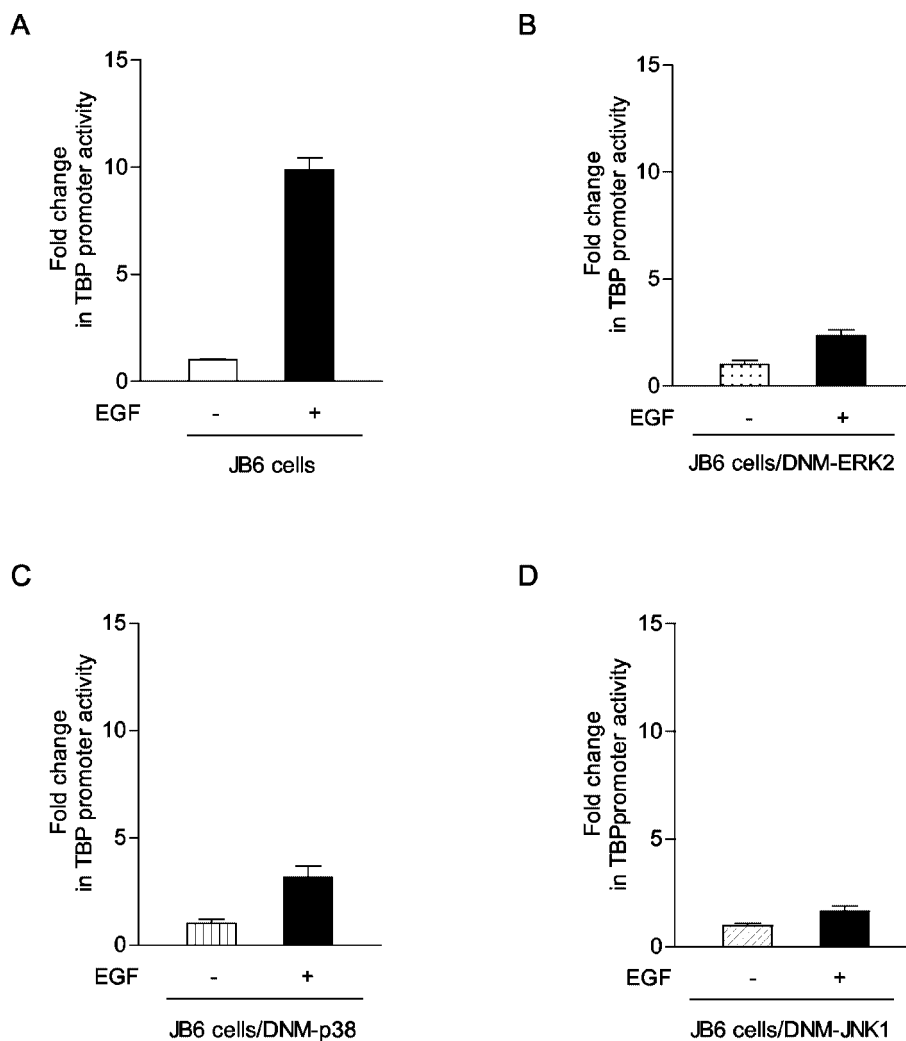 A
Fold change
in TBP promoter activity
15
10
5
0
EGF - +
JB6 cells
B
Fold change
in TBP promoter activity
15
10
5
0
EGF - +
JB6 cells/DNM-ERK2
C
Fold change
in TBP promoter activity
15
10
5
0
EGF - +
JB6 cells/DNM-p38
D
Fold change
in TBPpromoter activity
15
10
5
0
EGF - +
JB6 cells/DNM-JNK1